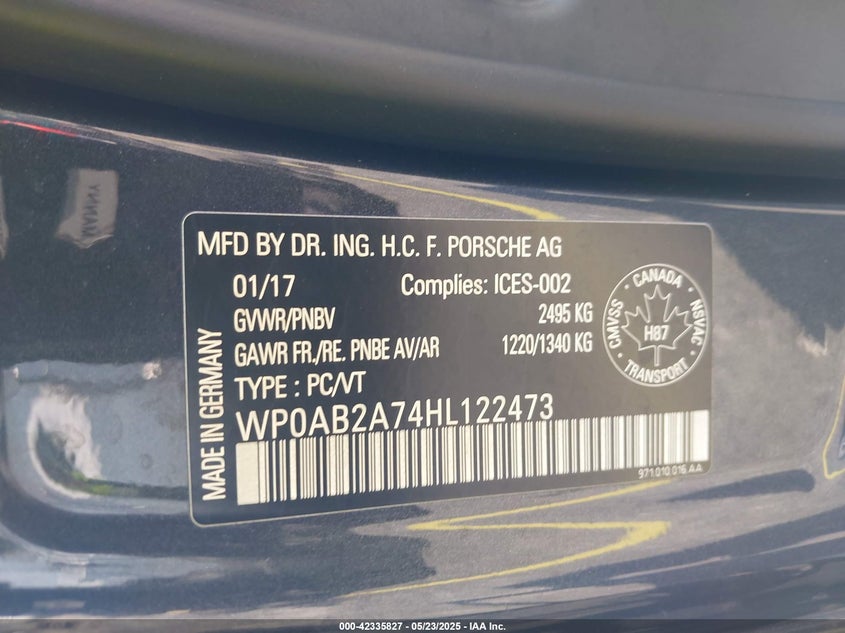 MFD BY DR. ING. H.C. F. PORSCHE AG
01/17 Complies: ICES-002
GVWR/PNBV 2495 KG
GAWR FR./RE. PNBE AV/AR 1220/1340 KG
TYPE : PC/VT
WP0AB2A74HL122473
MADE IN GERMANY
CANADA
CMVSS
NSVAC
H87
TRANSPORT
971.010.016 AA
000-42335827 - 05/23/2025 - IAA Inc.